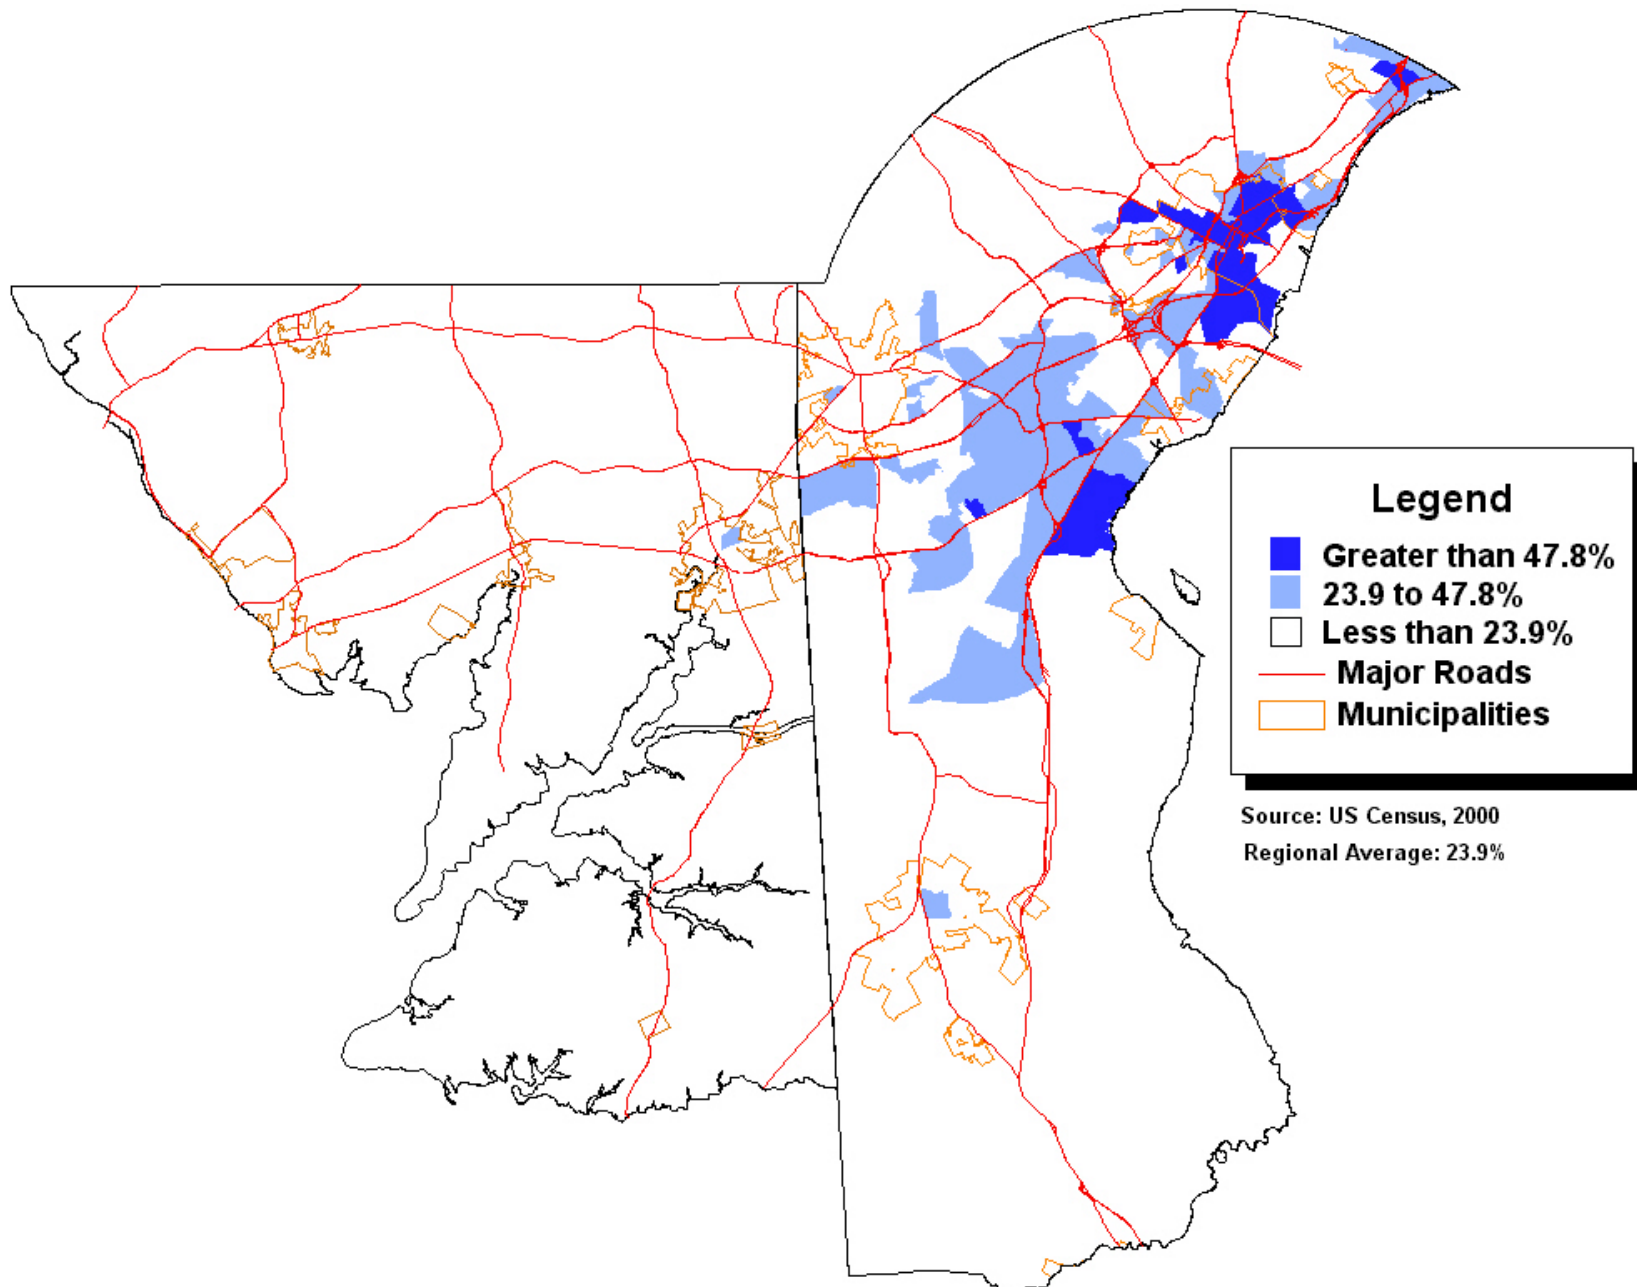 Legend
Greater than 47.8%
23.9 to 47.8%
Less than 23.9%
Major Roads
Municipalities
Source: US Census, 2000
Regional Average: 23.9%